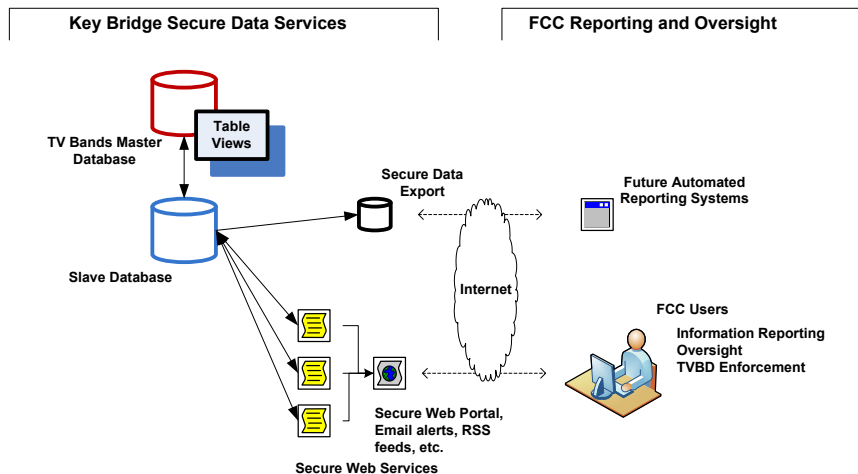 Key Bridge Secure Data Services
FCC Reporting and Oversight
Table
Views
TV Bands Master
Database
Secure Data
Export
Future Automated
Reporting Systems
Slave Database
Internet
FCC Users
Information Reporting
Oversight
TVBD Enforcement
Secure Web Portal,
Email alerts, RSS
feeds, etc.
Secure Web Services